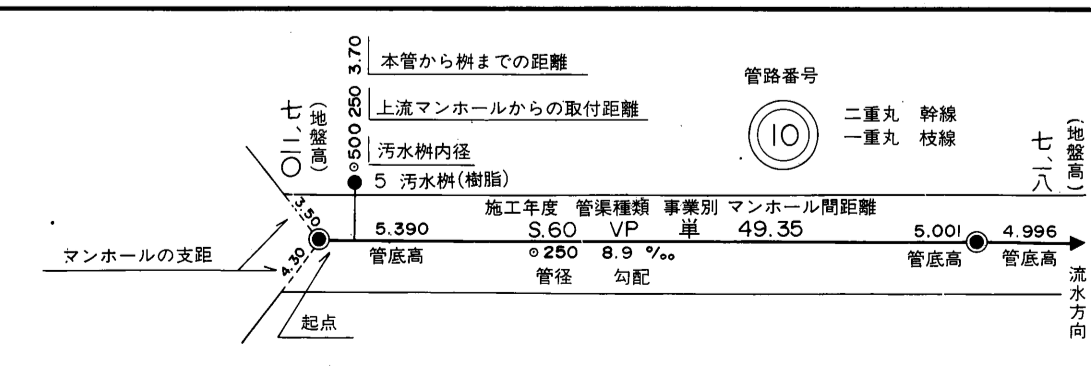 3.70
本管から桝までの距離
250
上流マンホールからの取付距離
⊙500
汚水桝内径
5 汚水桝(樹脂)
(地盤高)
管路番号
10
二重丸 幹線
一重丸 枝線
(地盤高)
施工年度 管渠種類 事業別 マンホール間距離
3.50
5.390 S.60 VP 単 49.35 5.001 4.996
管底高 ⊙250 8.9 ‰ 管底高 管底高
管径 勾配
マンホールの支距
4.30
起点
流水方向